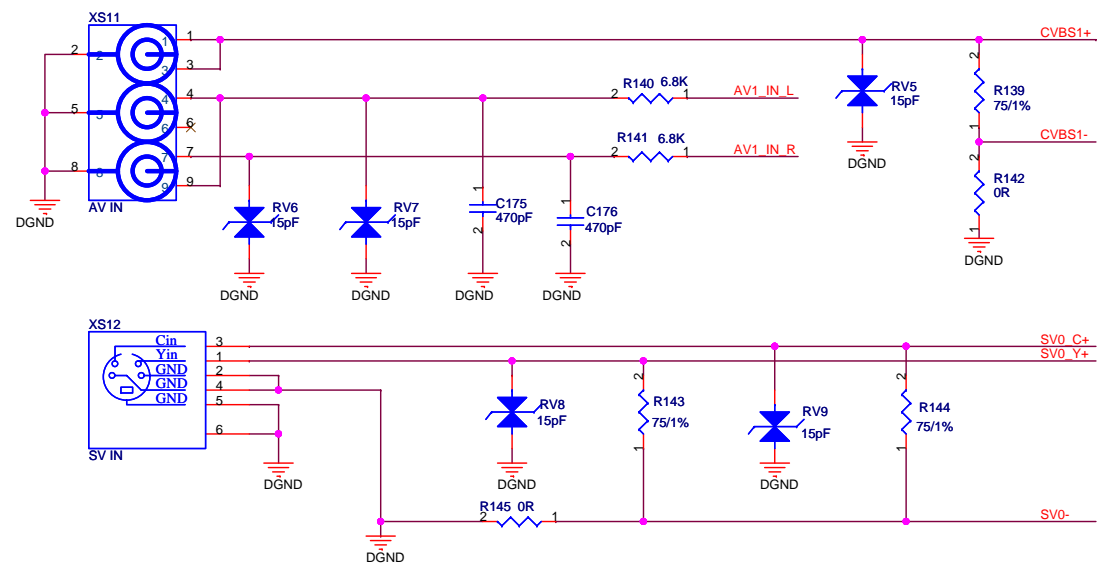 XS11
1
2
1
2
3
3
4
4
5
5
6
6
7
7
8
8
9
9
AV IN
DGND
CVBS1+
RV5
15pF
DGND
2
R139
75/1%
1
CVBS1-
2
R142
0R
1
DGND
R140 6.8K
2 1
AV1_IN_L
R141 6.8K
2 1
AV1_IN_R
RV6
15pF
DGND
RV7
15pF
DGND
1
C175
470pF
2
DGND
1
C176
470pF
2
DGND
XS12
Cin 3
Yin 1
GND 2
GND 4
GND 5
6
SV IN
DGND
SV0_C+
SV0_Y+
RV8
15pF
DGND
2
R143
75/1%
1
RV9
15pF
DGND
2
R144
75/1%
1
R145 0R
2 1
SV0-
DGND